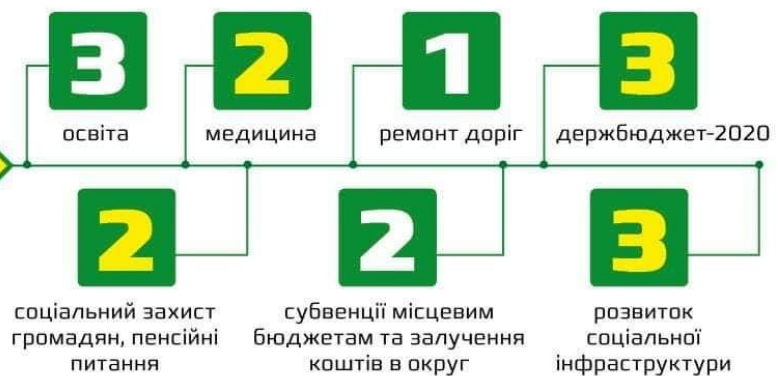 3
освіта
2
медицина
1
ремонт доріг
3
держбюджет-2020
2
соціальний захист
громадян, пенсійні
питання
2
субвенції місцевим
бюджетам та залучення
коштів в округ
3
розвиток
соціальної
інфраструктури